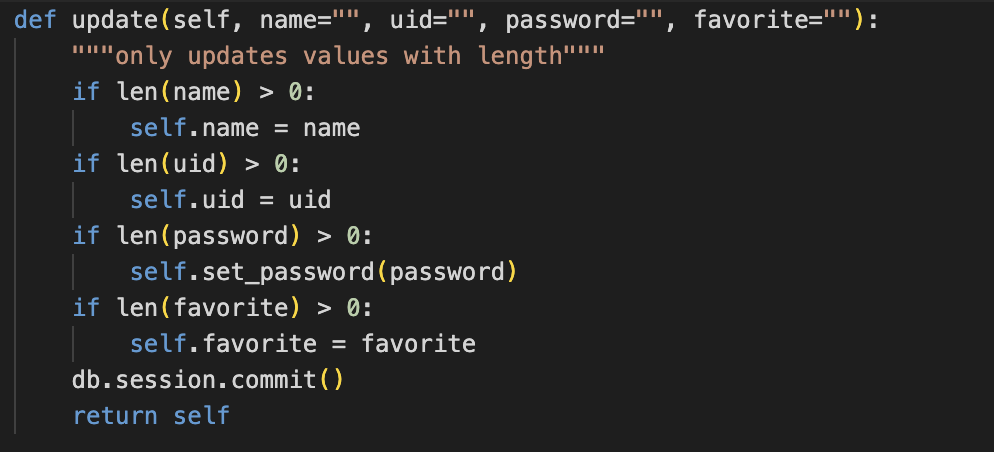 def update(self, name="", uid="", password="", favorite=""):
    """only updates values with length"""
    if len(name) > 0:
        self.name = name
    if len(uid) > 0:
        self.uid = uid
    if len(password) > 0:
        self.set_password(password)
    if len(favorite) > 0:
        self.favorite = favorite
    db.session.commit()
    return self